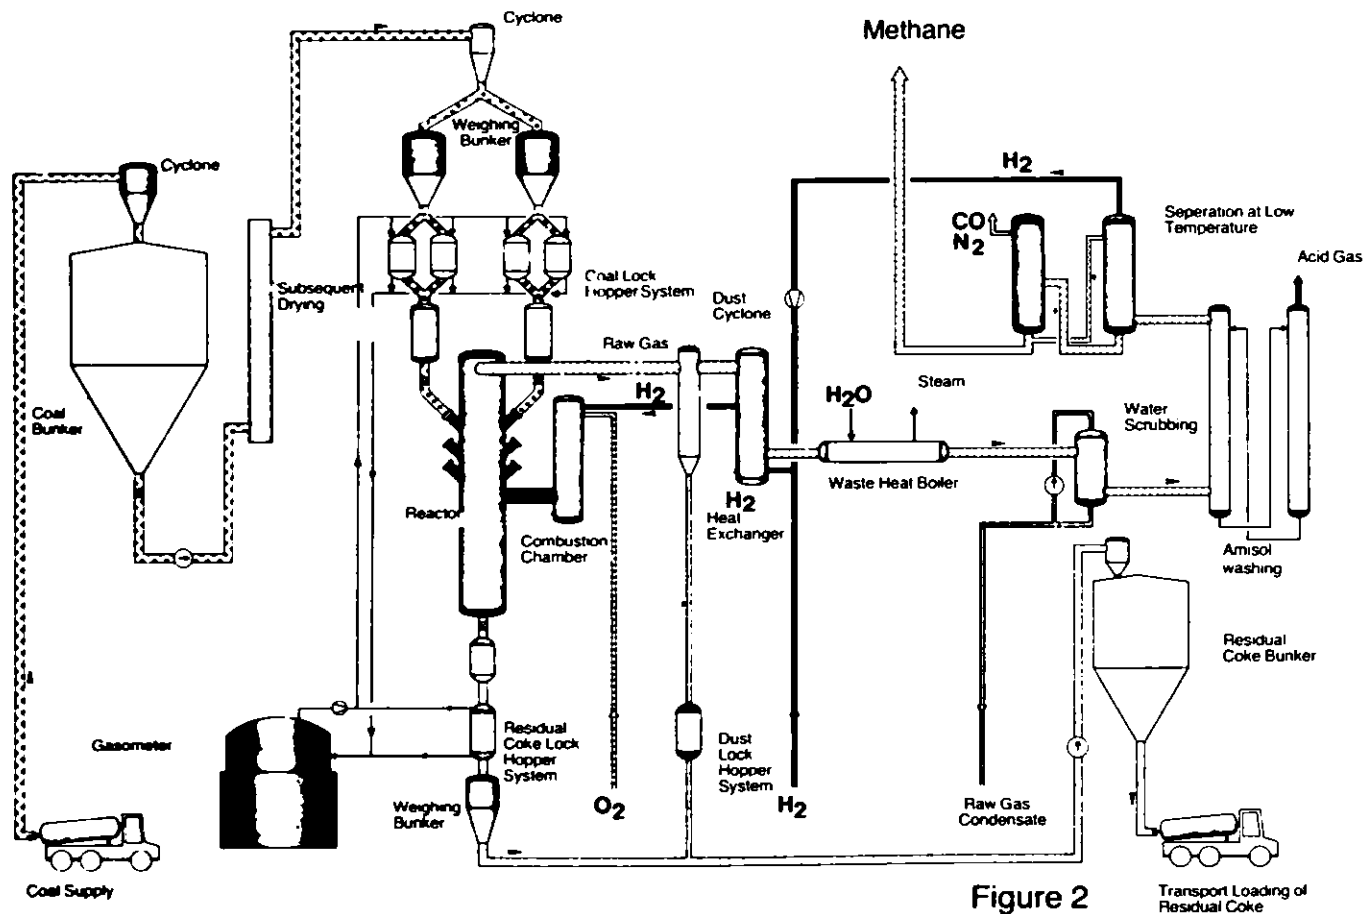 Cyclone
Methane
Weighing
Bunker
Cyclone
H2
CO
N2
Seperation at Low
Temperature
Acid Gas
Subsequent
Drying
Coal Lock
Hopper System
Dust
Cyclone
Raw Gas
H2
Steam
H2O
Coal
Bunker
Water
Scrubbing
Waste Heat Boiler
H2
Reactor
Heat
Exchanger
Combustion
Chamber
Amisol
washing
Residual
Coke Bunker
Gasometer
Residual
Coke Lock
Hopper
System
Dust
Lock
Hopper
System
Weighing
Bunker
O2
H2
Raw Gas
Condensate
Coal Supply
Figure 2
Transport Loading of
Residual Coke